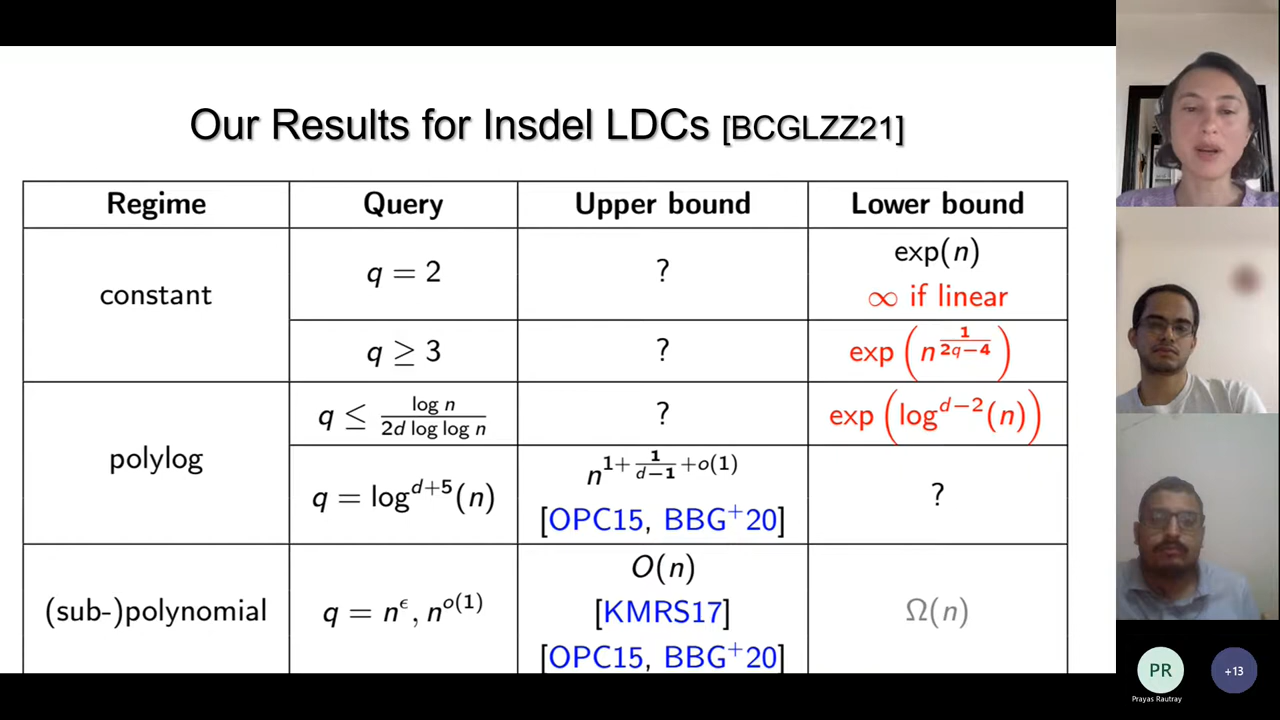 Our Results for Insdel LDCs [BCGLZZ21]
Regime Query Upper bound Lower bound
constant
q = 2 ? exp(n)
∞ if linear
q ≥ 3 ? exp(n^{1/(2q−4)})
polylog
q ≤ log n / (2d log log n) ? exp(log^{d−2}(n))
q = log^{d+5}(n) n^{1+1/(d−1)+o(1)} ?
[OPC15, BBG⁺20]
(sub-)polynomial
q = n^ϵ, n^{o(1)} O(n) Ω(n)
[KMRS17]
[OPC15, BBG⁺20]
PR
Prayas Rautray
+13